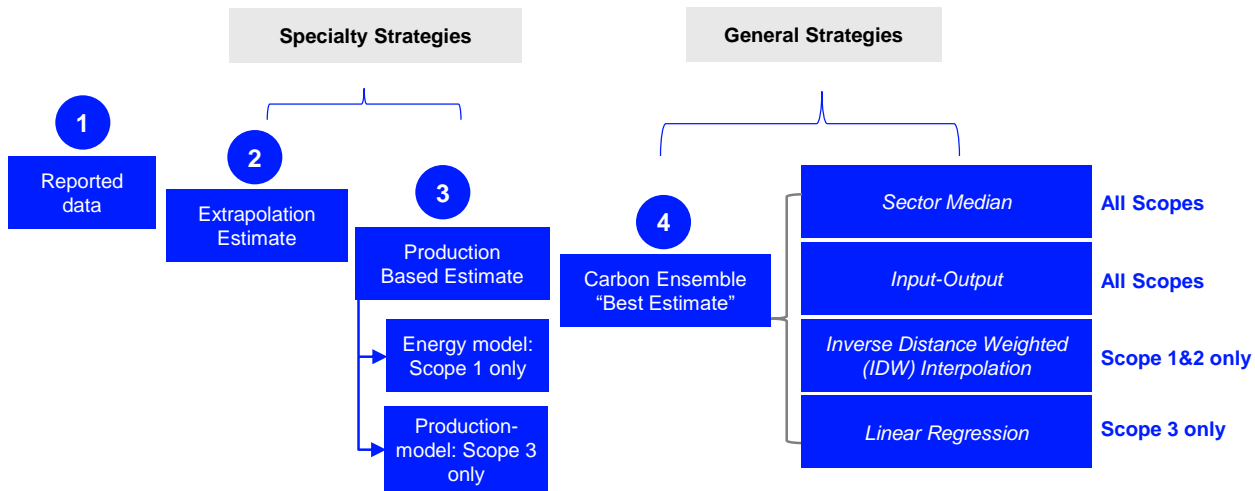 Specialty Strategies
General Strategies
1
Reported
data
2
Extrapolation
Estimate
3
Production
Based Estimate
Energy model:
Scope 1 only
Production-
model: Scope 3
only
4
Carbon Ensemble
“Best Estimate”
Sector Median
All Scopes
Input-Output
All Scopes
Inverse Distance Weighted
(IDW) Interpolation
Scope 1&2 only
Linear Regression
Scope 3 only